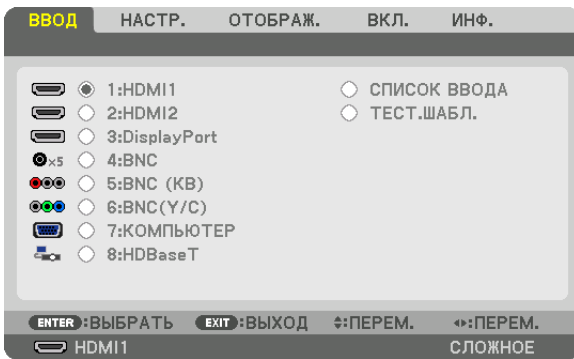 ВВОД НАСТР. ОТОБРАЖ. ВКЛ. ИНФ.
1:HDMI1 СПИСОК ВВОДА
2:HDMI2 ТЕСТ.ШАБЛ.
3:DisplayPort
×5 4:BNC
5:BNC (КВ)
6:BNC(Y/C)
7:КОМПЬЮТЕР
8:HDBaseT
ENTER :ВЫБРАТЬ EXIT :ВЫХОД :ПЕРЕМ. :ПЕРЕМ.
HDMI1 СЛОЖНОЕ